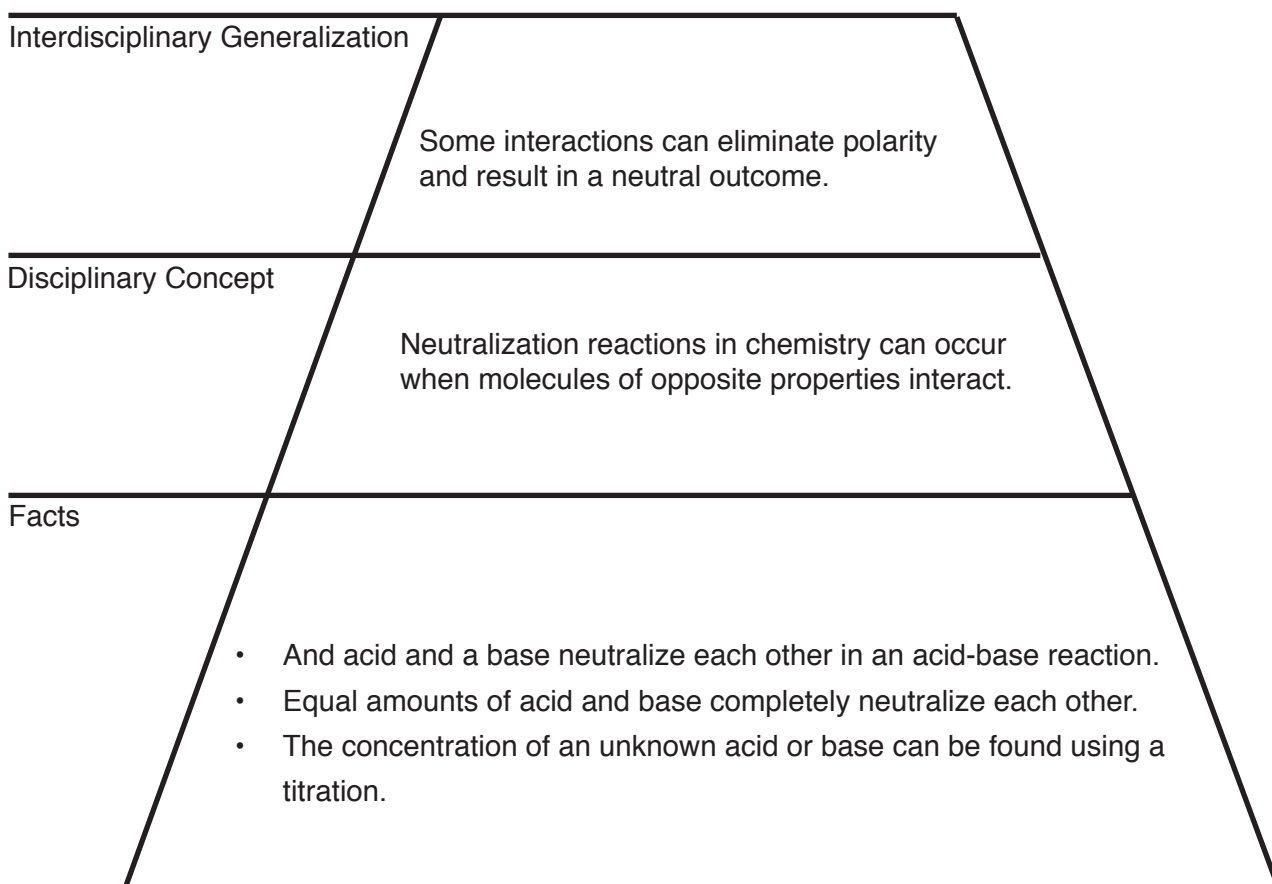 Interdisciplinary Generalization
Some interactions can eliminate polarity
and result in a neutral outcome.
Disciplinary Concept
Neutralization reactions in chemistry can occur
when molecules of opposite properties interact.
Facts
• And acid and a base neutralize each other in an acid-base reaction.
• Equal amounts of acid and base completely neutralize each other.
• The concentration of an unknown acid or base can be found using a
titration.